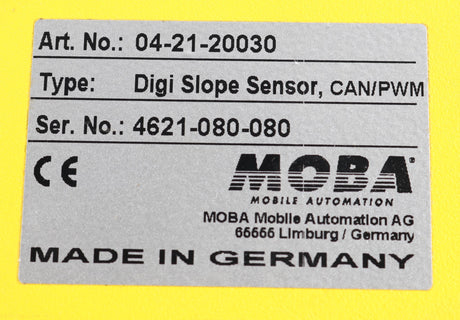 Art. No.: 04-21-20030
Type: Digi Slope Sensor, CAN/PWM
Ser. No.: 4621-080-080
CE
MOBA®
MOBILE AUTOMATION
MOBA Mobile Automation AG
66666 Limburg / Germany
MADE IN GERMANY